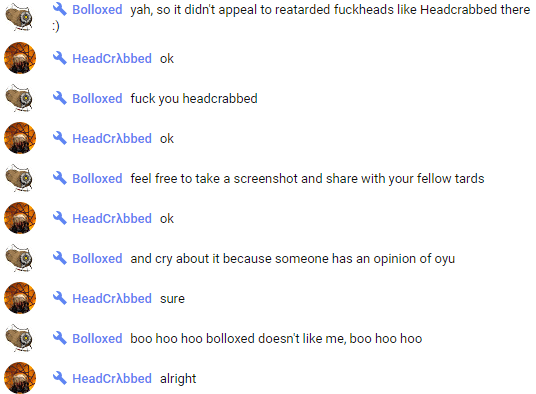 Bolloxed yah, so it didn't appeal to reatarded fuckheads like Headcrabbed there
:)
HeadCrλbbed ok
Bolloxed fuck you headcrabbed
HeadCrλbbed ok
Bolloxed feel free to take a screenshot and share with your fellow tards
HeadCrλbbed ok
Bolloxed and cry about it because someone has an opinion of oyu
HeadCrλbbed sure
Bolloxed boo hoo hoo bolloxed doesn't like me, boo hoo hoo
HeadCrλbbed alright